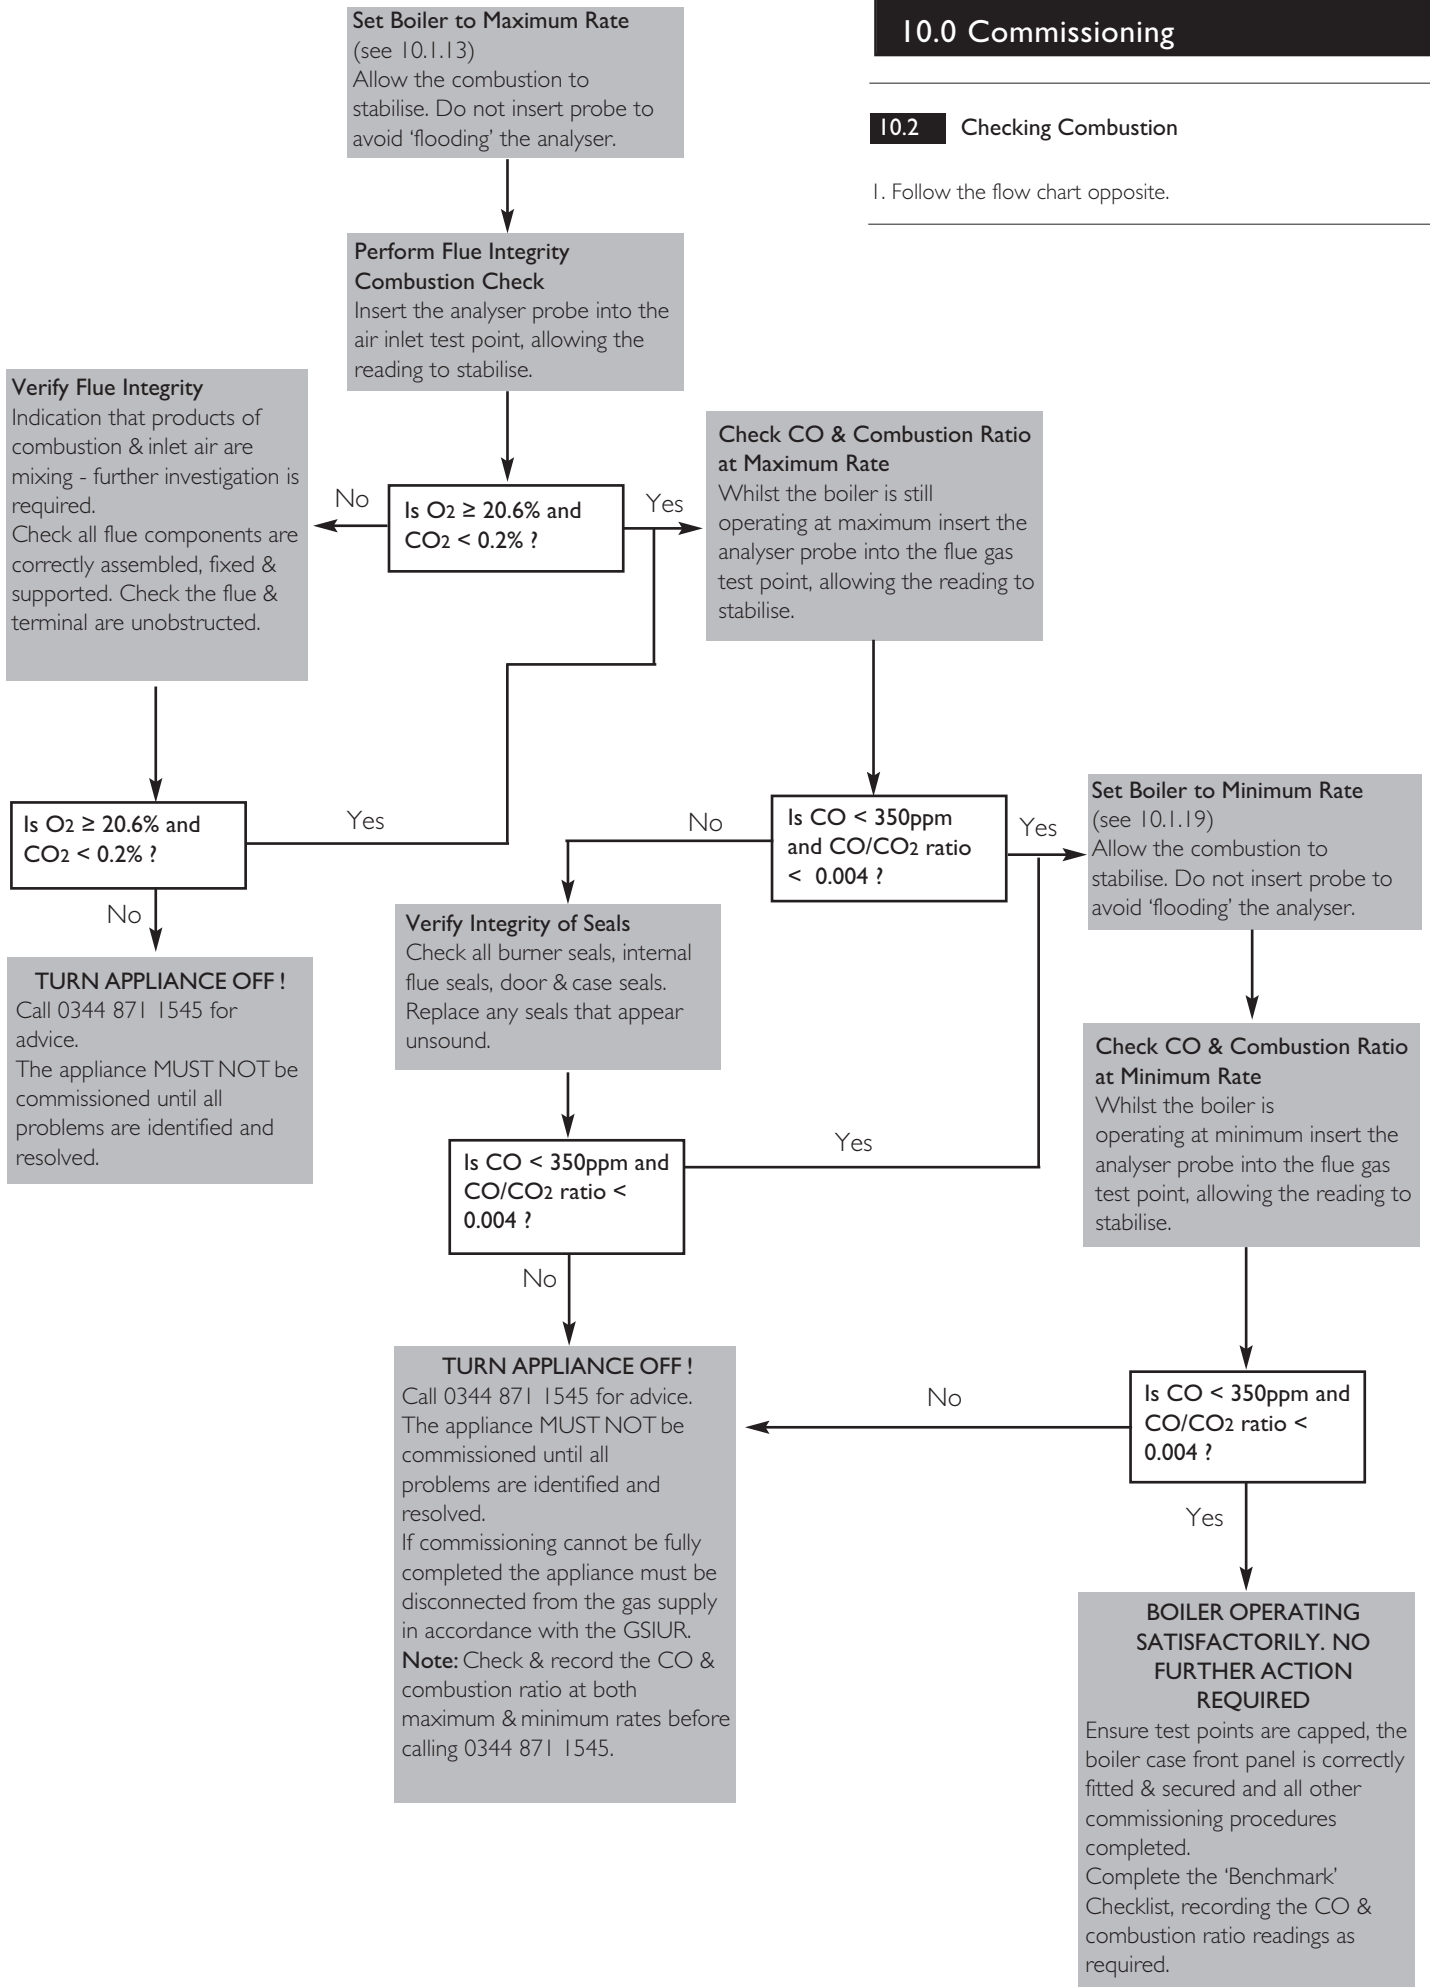 10.0 Commissioning
10.2 Checking Combustion
1. Follow the flow chart opposite.
Set Boiler to Maximum Rate
(see 10.1.13)
Allow the combustion to
stabilise. Do not insert probe to
avoid ‘flooding’ the analyser.
Perform Flue Integrity
Combustion Check
Insert the analyser probe into the
air inlet test point, allowing the
reading to stabilise.
Is O2 ≥ 20.6% and
CO2 < 0.2% ?
No
Yes
Verify Flue Integrity
Indication that products of
combustion & inlet air are
mixing - further investigation is
required.
Check all flue components are
correctly assembled, fixed &
supported. Check the flue &
terminal are unobstructed.
Is O2 ≥ 20.6% and
CO2 < 0.2% ?
Yes
No
TURN APPLIANCE OFF !
Call 0344 871 1545 for
advice.
The appliance MUST NOT be
commissioned until all
problems are identified and
resolved.
Check CO & Combustion Ratio
at Maximum Rate
Whilst the boiler is still
operating at maximum insert the
analyser probe into the flue gas
test point, allowing the reading to
stabilise.
Is CO < 350ppm
and CO/CO2 ratio
< 0.004 ?
No
Yes
Verify Integrity of Seals
Check all burner seals, internal
flue seals, door & case seals.
Replace any seals that appear
unsound.
Is CO < 350ppm and
CO/CO2 ratio <
0.004 ?
Yes
No
TURN APPLIANCE OFF !
Call 0344 871 1545 for advice.
The appliance MUST NOT be
commissioned until all
problems are identified and
resolved.
If commissioning cannot be fully
completed the appliance must be
disconnected from the gas supply
in accordance with the GSIUR.
Note: Check & record the CO &
combustion ratio at both
maximum & minimum rates before
calling 0344 871 1545.
Set Boiler to Minimum Rate
(see 10.1.19)
Allow the combustion to
stabilise. Do not insert probe to
avoid ‘flooding’ the analyser.
Check CO & Combustion Ratio
at Minimum Rate
Whilst the boiler is
operating at minimum insert the
analyser probe into the flue gas
test point, allowing the reading to
stabilise.
Is CO < 350ppm and
CO/CO2 ratio <
0.004 ?
No
Yes
BOILER OPERATING
SATISFACTORILY. NO
FURTHER ACTION
REQUIRED
Ensure test points are capped, the
boiler case front panel is correctly
fitted & secured and all other
commissioning procedures
completed.
Complete the ‘Benchmark’
Checklist, recording the CO &
combustion ratio readings as
required.